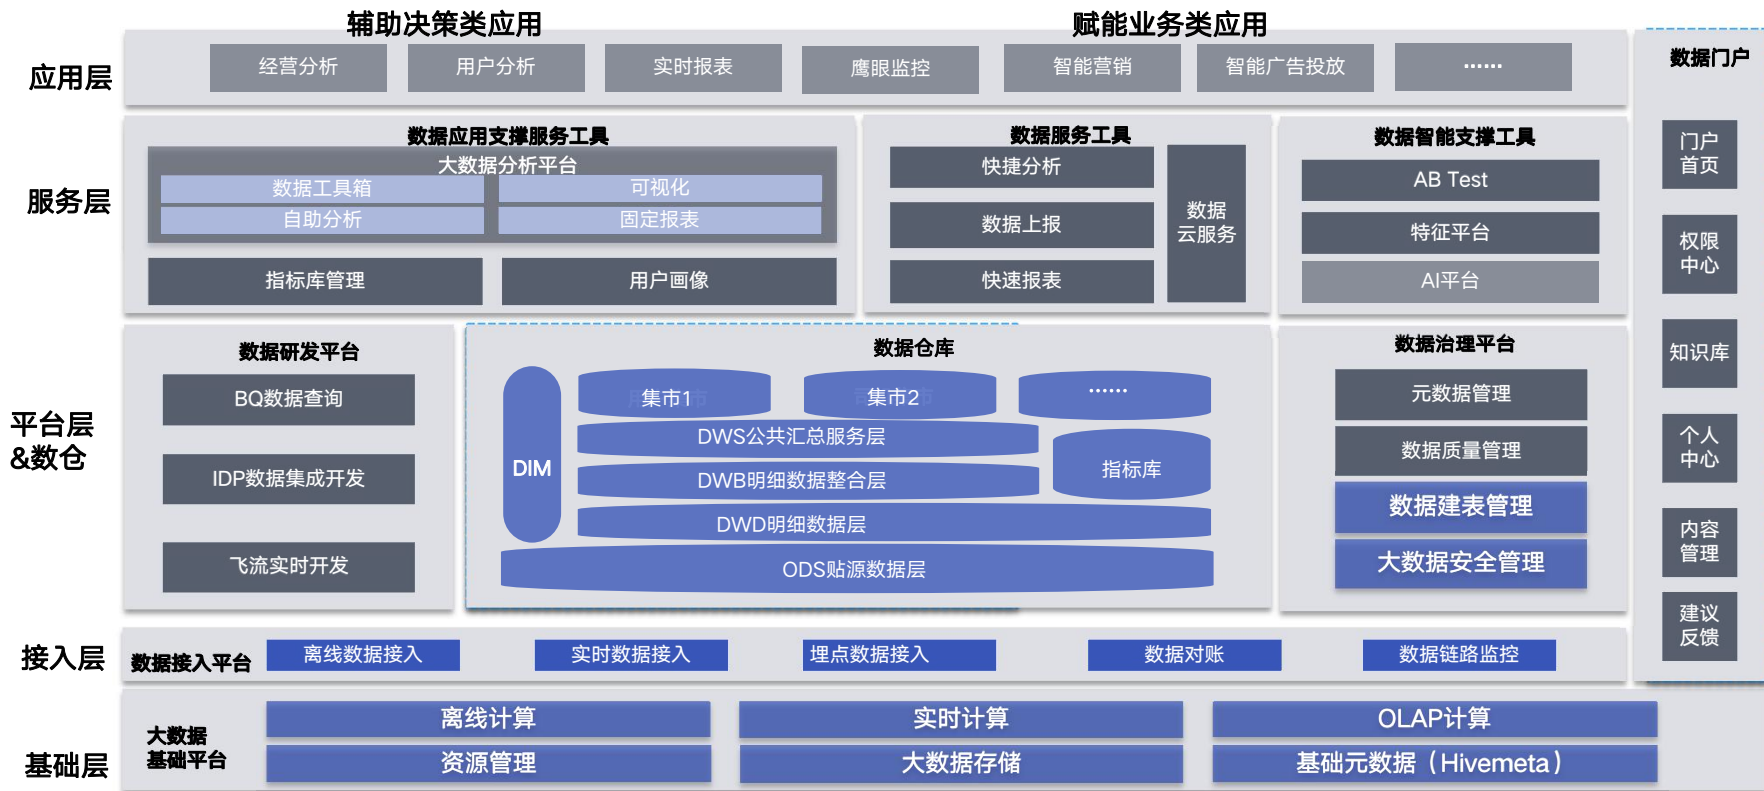 辅助决策类应用
赋能业务类应用
应用层
经营分析
用户分析
实时报表
鹰眼监控
智能营销
智能广告投放
......
服务层
数据应用支撑服务工具
大数据分析平台
数据工具箱
可视化
自助分析
固定报表
指标库管理
用户画像
数据服务工具
快捷分析
数据上报
快速报表
数据
云服务
数据智能支撑工具
AB Test
特征平台
AI平台
平台层
&数仓
数据研发平台
BQ数据查询
IDP数据集成开发
飞流实时开发
数据仓库
DIM
集市1
集市2
......
DWS公共汇总服务层
DWB明细数据整合层
指标库
DWD明细数据层
ODS贴源数据层
数据治理平台
元数据管理
数据质量管理
数据建表管理
大数据安全管理
接入层
数据接入平台
离线数据接入
实时数据接入
埋点数据接入
数据对账
数据链路监控
基础层
大数据
基础平台
离线计算
实时计算
OLAP计算
资源管理
大数据存储
基础元数据（Hivemeta）
数据门户
门户
首页
权限
中心
知识库
个人
中心
内容
管理
建议
反馈